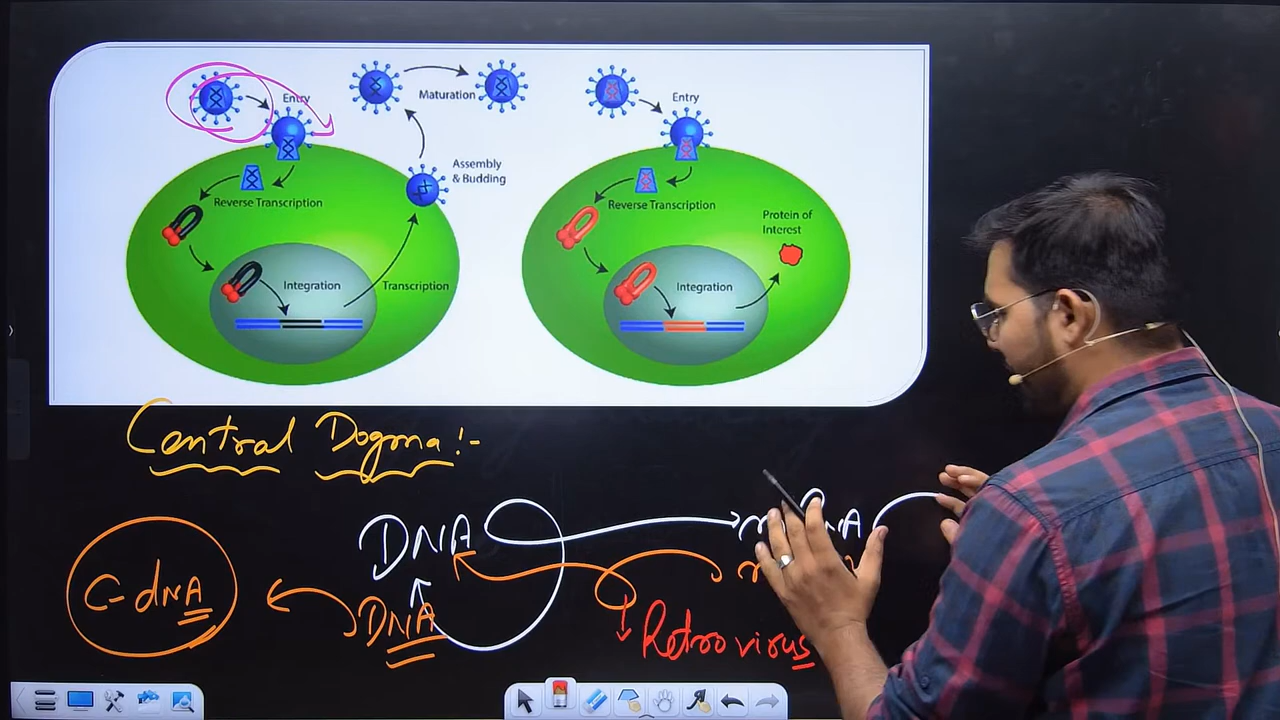 Entry
Maturation
Entry
Assembly
& Budding
Reverse Transcription
Reverse Transcription
Protein of
Interest
Integration
Transcription
Integration
Central Dogma :-
DNA
C-dNA
DNA
Retrovirus